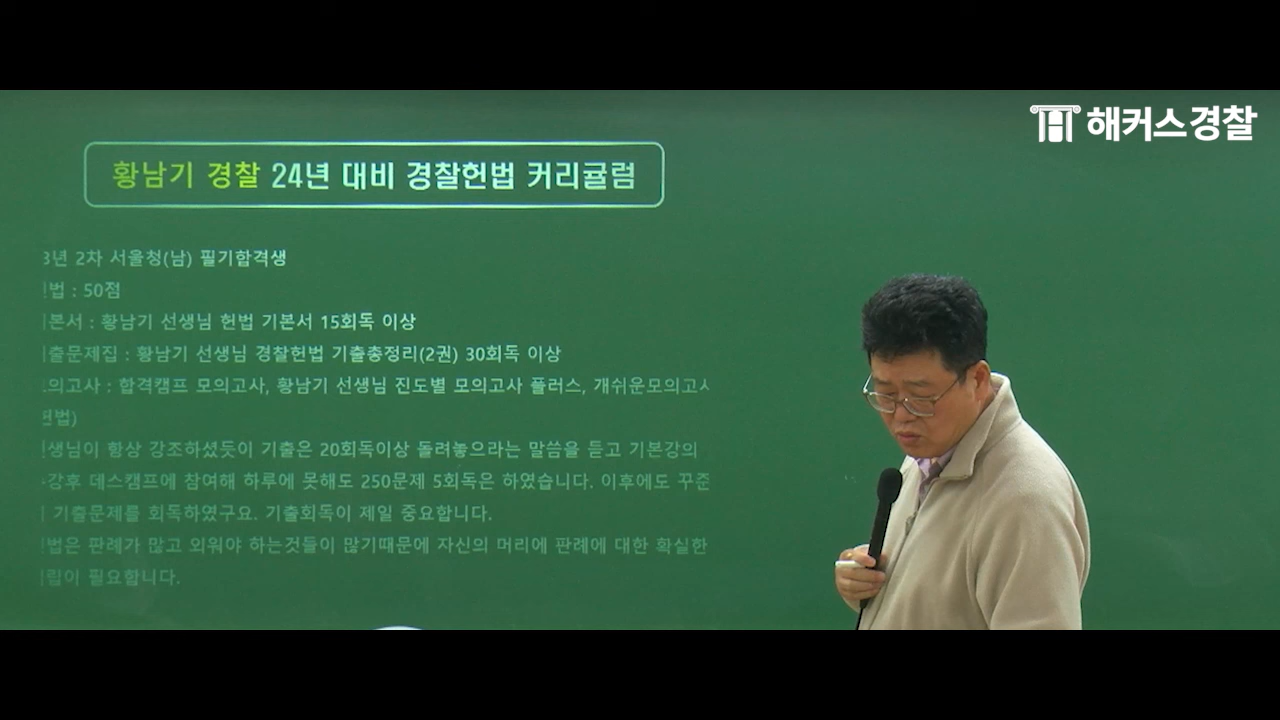 해커스경찰
황남기 경찰 24년 대비 경찰헌법 커리큘럼
3년 2차 서울청(남) 필기합격생
법 : 50점
본서 : 황남기 선생님 헌법 기본서 15회독 이상
출문제집 : 황남기 선생님 경찰헌법 기출총정리(2권) 30회독 이상
의고사 : 합격캠프 모의고사, 황남기 선생님 진도별 모의고사 플러스, 개쉬운모의고사
헌법)
생님이 항상 강조하셨듯이 기출은 20회독이상 돌려놓으라는 말씀을 듣고 기본강의
강후 데스캠프에 참여해 하루에 못해도 250문제 5회독은 하였습니다. 이후에도 꾸준
기출문제를 회독하였구요. 기출회독이 제일 중요합니다.
법은 판례가 많고 외워야 하는것들이 많기때문에 자신의 머리에 판례에 대한 확실한
립이 필요합니다.